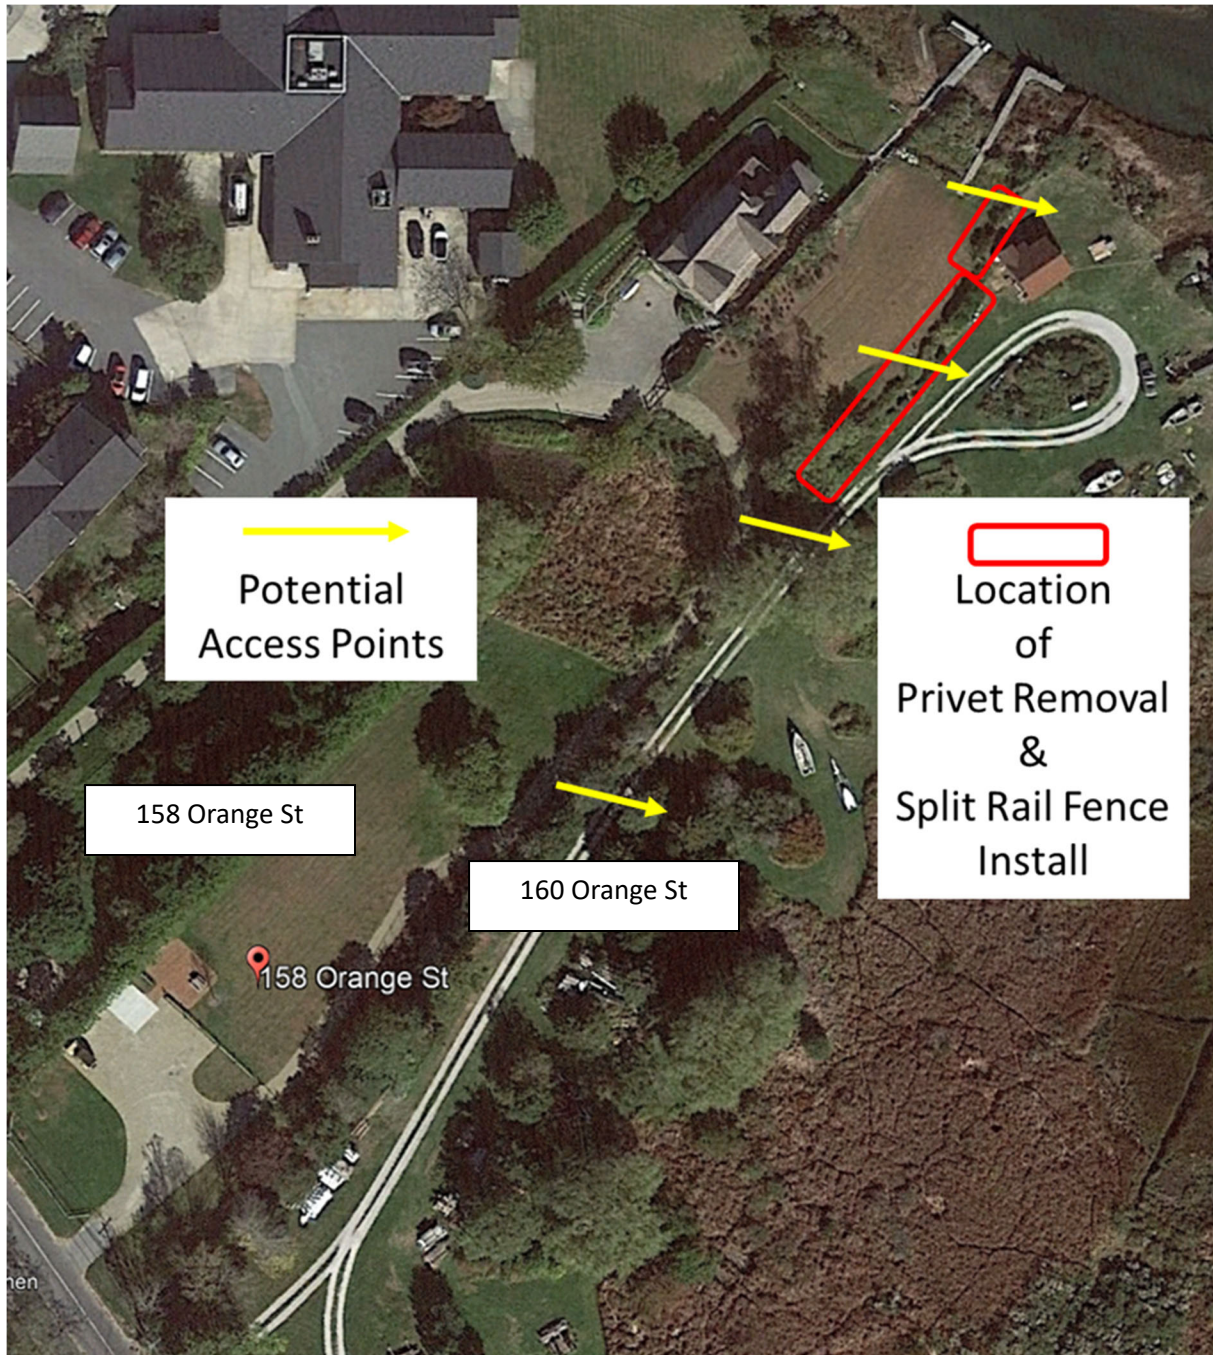 Potential
Access Points
Location
of
Privet Removal
&
Split Rail Fence
Install
158 Orange St
160 Orange St
158 Orange St
hen